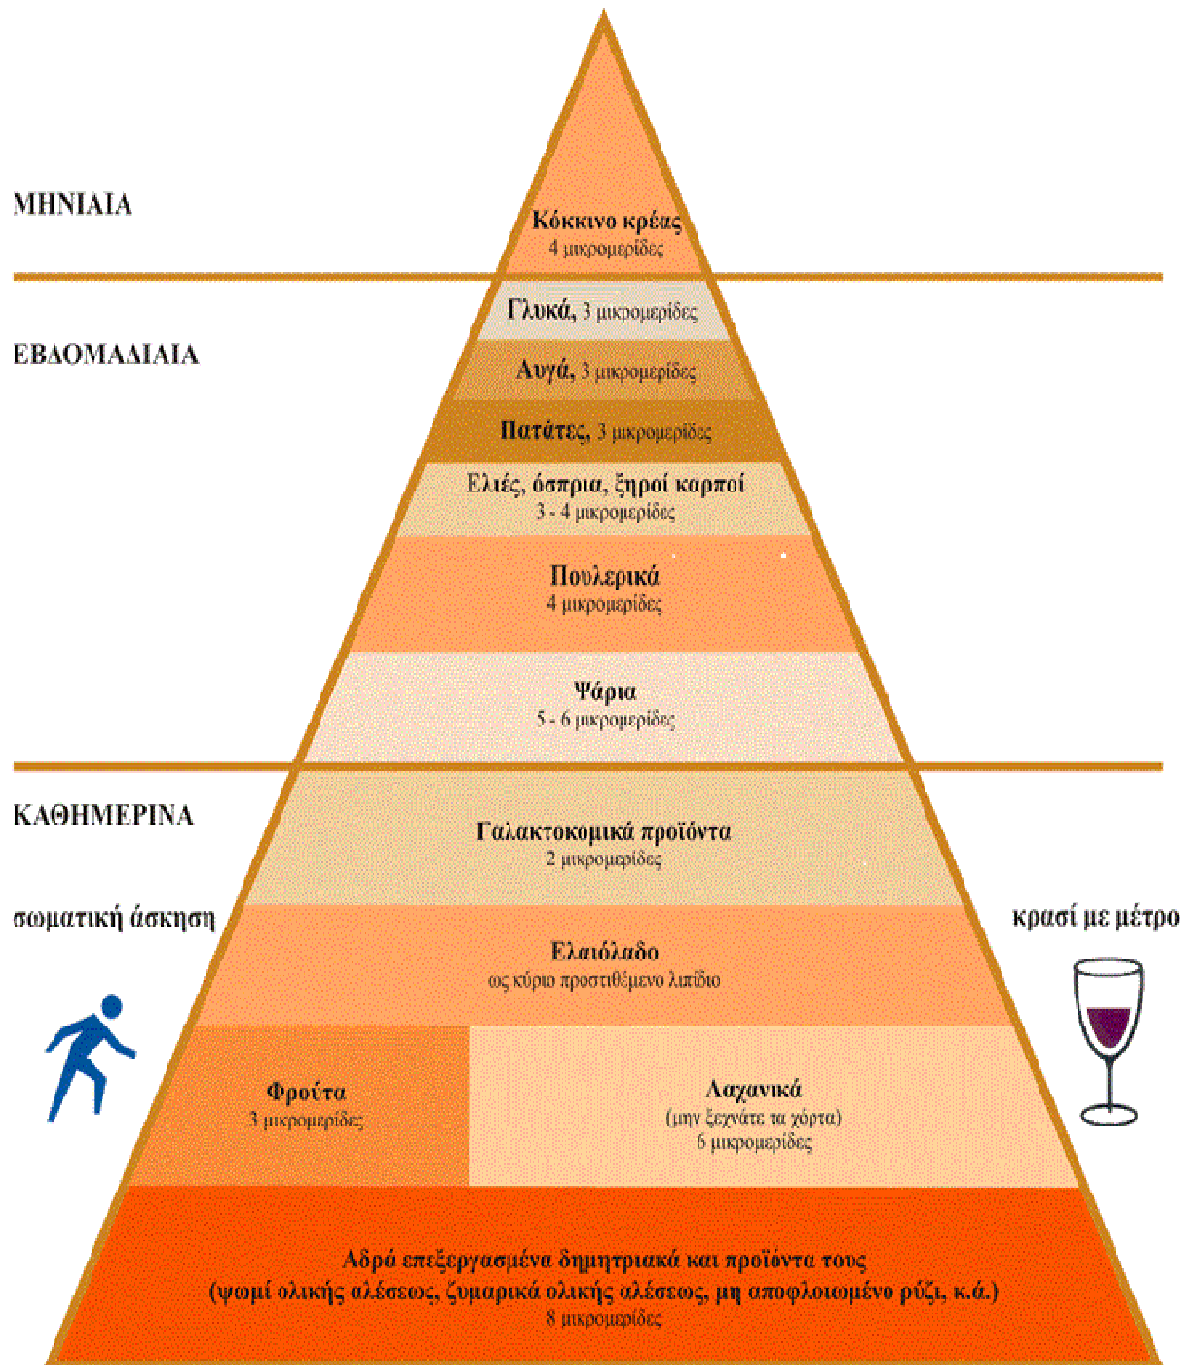 ΜΗΝΙΑΙΑ
Κόκκινο κρέας
4 μικρομερίδες
Γλυκά, 3 μικρομερίδες
ΕΒΔΟΜΑΔΙΑΙΑ
Αυγά, 3 μικρομερίδες
Πατάτες, 3 μικρομερίδες
Ελιές, όσπρια, ξηροί καρποί
3 - 4 μικρομερίδες
Πουλερικά
4 μικρομερίδες
Ψάρια
5 - 6 μικρομερίδες
ΚΑΘΗΜΕΡΙΝΑ
Γαλακτοκομικά προϊόντα
2 μικρομερίδες
σωματική άσκηση
κρασί με μέτρο
Ελαιόλαδο
ως κύριο προστιθέμενο λιπίδιο
Φρούτα
3 μικρομερίδες
Λαχανικά
(μην ξεχνάτε τα χόρτα)
6 μικρομερίδες
Αδρά επεξεργασμένα δημητριακά και προϊόντα τους
(ψωμί ολικής αλέσεως, ζυμαρικά ολικής αλέσεως, μη αποφλοιωμένο ρύζι, κ.ά.)
8 μικρομερίδες